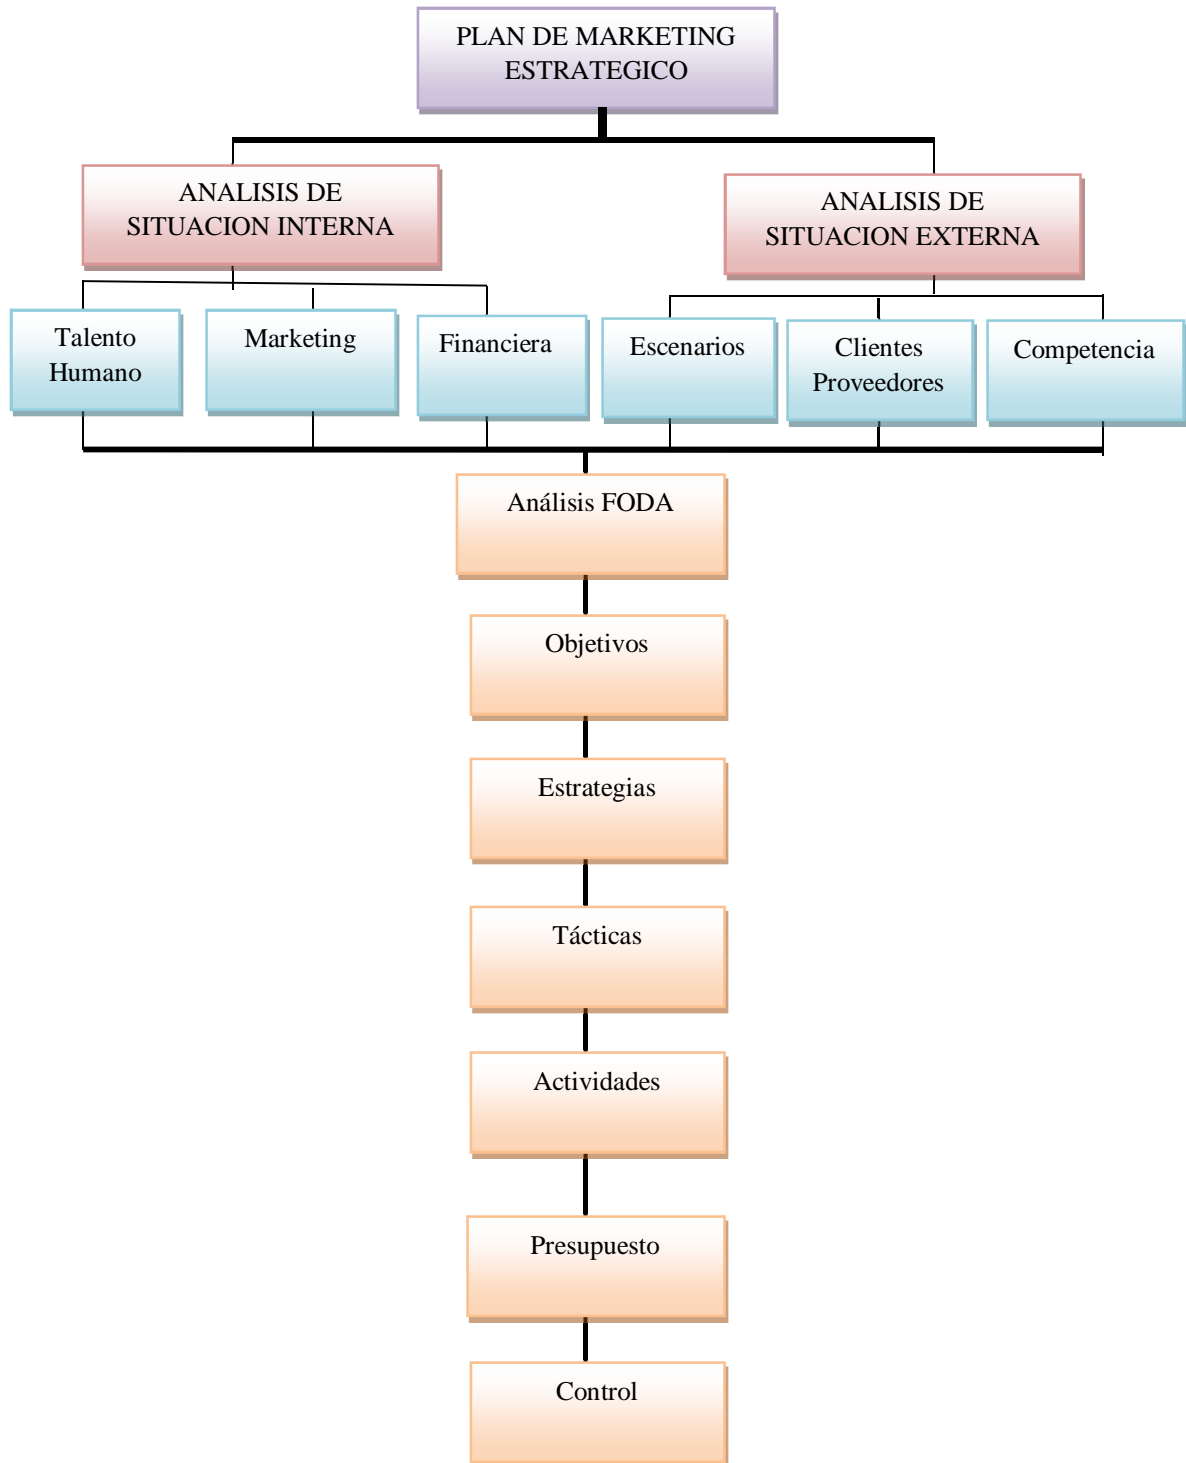 PLAN DE MARKETING
ESTRATEGICO
ANALISIS DE
SITUACION INTERNA
ANALISIS DE
SITUACION EXTERNA
Talento
Humano
Marketing
Financiera
Escenarios
Clientes
Proveedores
Competencia
Análisis FODA
Objetivos
Estrategias
Tácticas
Actividades
Presupuesto
Control